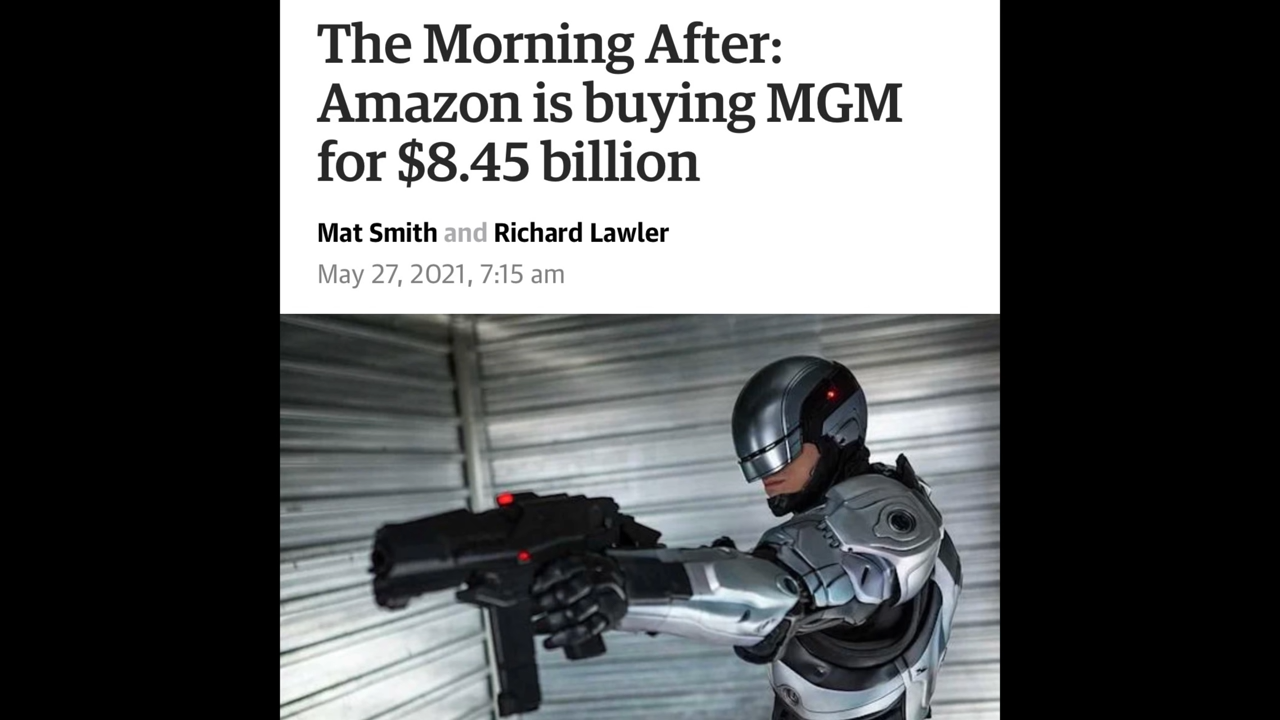 The Morning After:
Amazon is buying MGM
for $8.45 billion
Mat Smith and Richard Lawler
May 27, 2021, 7:15 am